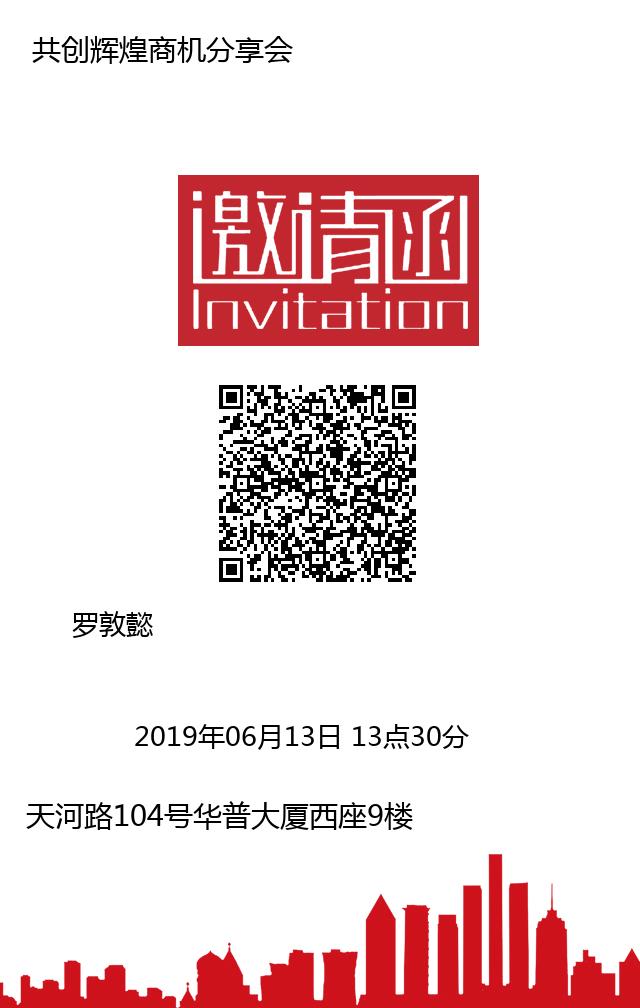 共创辉煌商机分享会
邀请函
Invitation
罗敦懿
2019年06月13日 13点30分
天河路104号华普大厦西座9楼